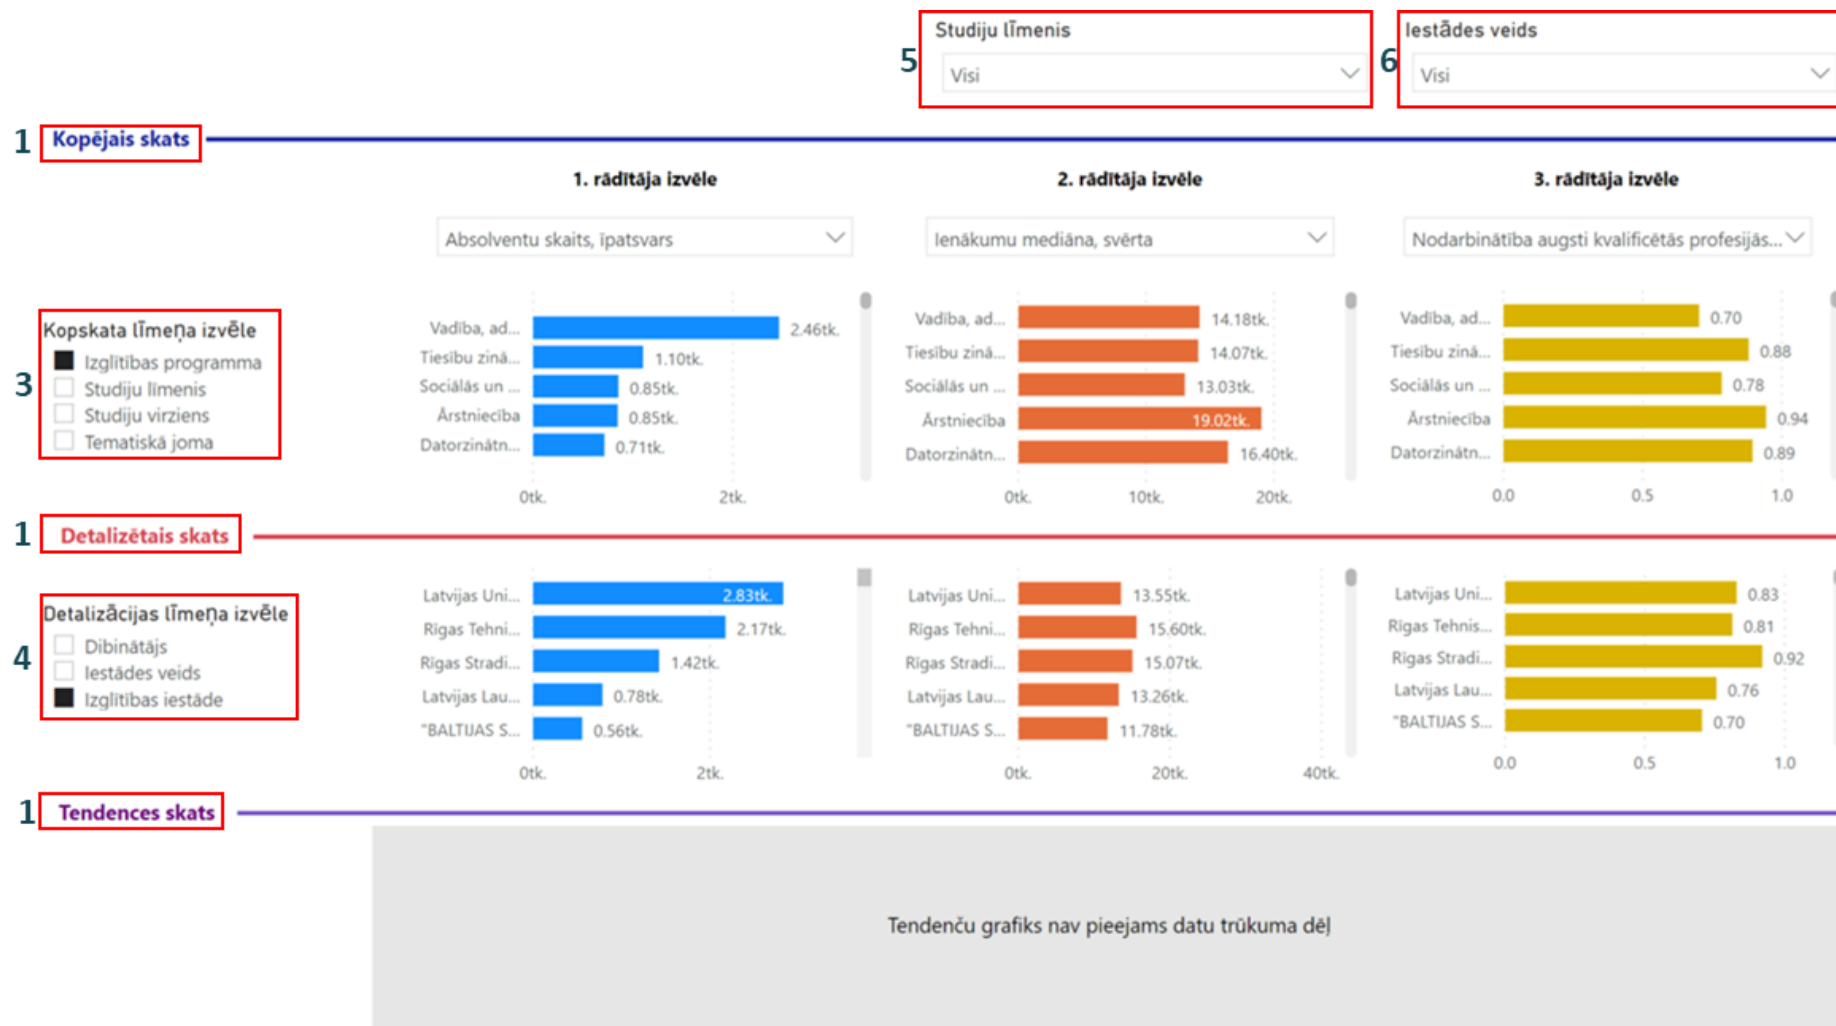 Studiju līmenis
Iestādes veids
5
Visi
6
Visi
1
Kopējais skats
1. rādītāja izvēle
2. rādītāja izvēle
3. rādītāja izvēle
Absolventu skaits, īpatsvars
Ienākumu mediāna, svērta
Nodarbinātība augsti kvalificētās profesijās...
3
Kopskata līmeņa izvēle
Izglītības programma
Studiju līmenis
Studiju virziens
Tematiskā joma
Vadība, ad...
2.46tk.
Tiesību zinā...
1.10tk.
Sociālās un ...
0.85tk.
Ārstniecība
0.85tk.
Datorzinātn...
0.71tk.
0tk.
2tk.
Vadība, ad...
14.18tk.
Tiesību zinā...
14.07tk.
Sociālās un ...
13.03tk.
Ārstniecība
19.02tk.
Datorzinātn...
16.40tk.
0tk.
10tk.
20tk.
Vadība, ad...
0.70
Tiesību zinā...
0.88
Sociālās un ...
0.78
Ārstniecība
0.94
Datorzinātn...
0.89
0.0
0.5
1.0
1
Detalizētais skats
4
Detalizācijas līmeņa izvēle
Dibinātājs
Iestādes veids
Izglītības iestāde
Latvijas Uni...
2.83tk.
Rīgas Tehni...
2.17tk.
Rīgas Stradi...
1.42tk.
Latvijas Lau...
0.78tk.
"BALTIJAS S...
0.56tk.
0tk.
2tk.
Latvijas Uni...
13.55tk.
Rīgas Tehni...
15.60tk.
Rīgas Stradi...
15.07tk.
Latvijas Lau...
13.26tk.
"BALTIJAS S...
11.78tk.
0tk.
20tk.
40tk.
Latvijas Uni...
0.83
Rīgas Tehnis...
0.81
Rīgas Stradi...
0.92
Latvijas Lau...
0.76
"BALTIJAS S...
0.70
0.0
0.5
1.0
1
Tendences skats
Tendenču grafiks nav pieejams datu trūkuma dēļ